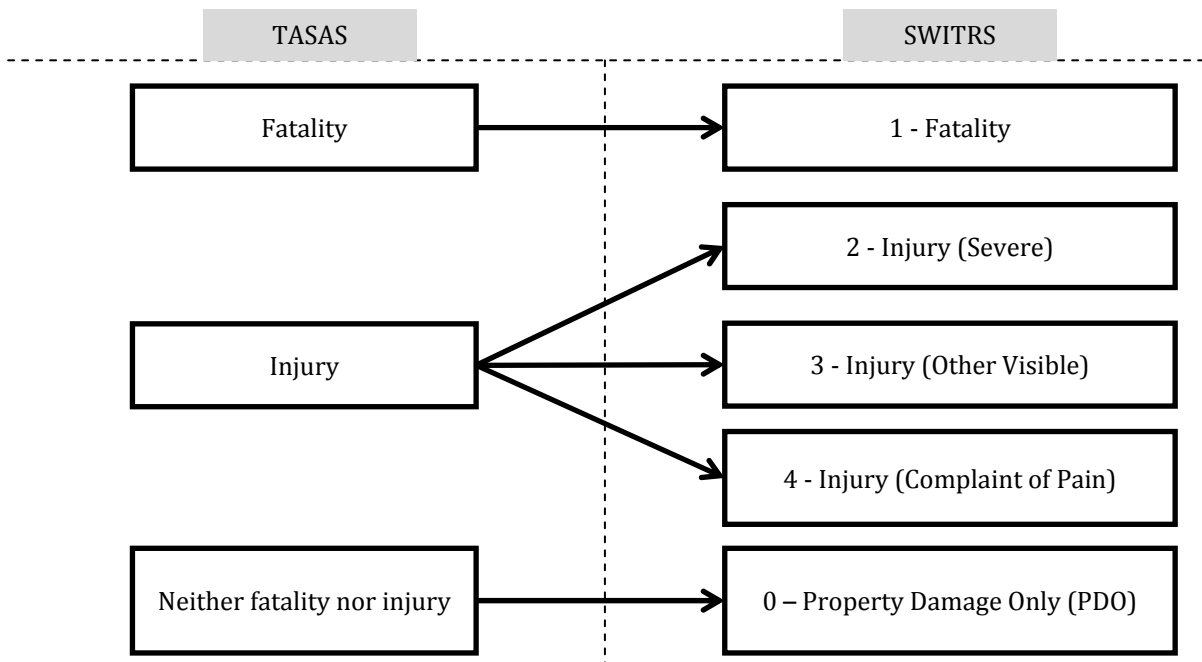 TASAS
SWITRS
Fatality
1 - Fatality
2 - Injury (Severe)
Injury
3 - Injury (Other Visible)
4 - Injury (Complaint of Pain)
Neither fatality nor injury
0 – Property Damage Only (PDO)